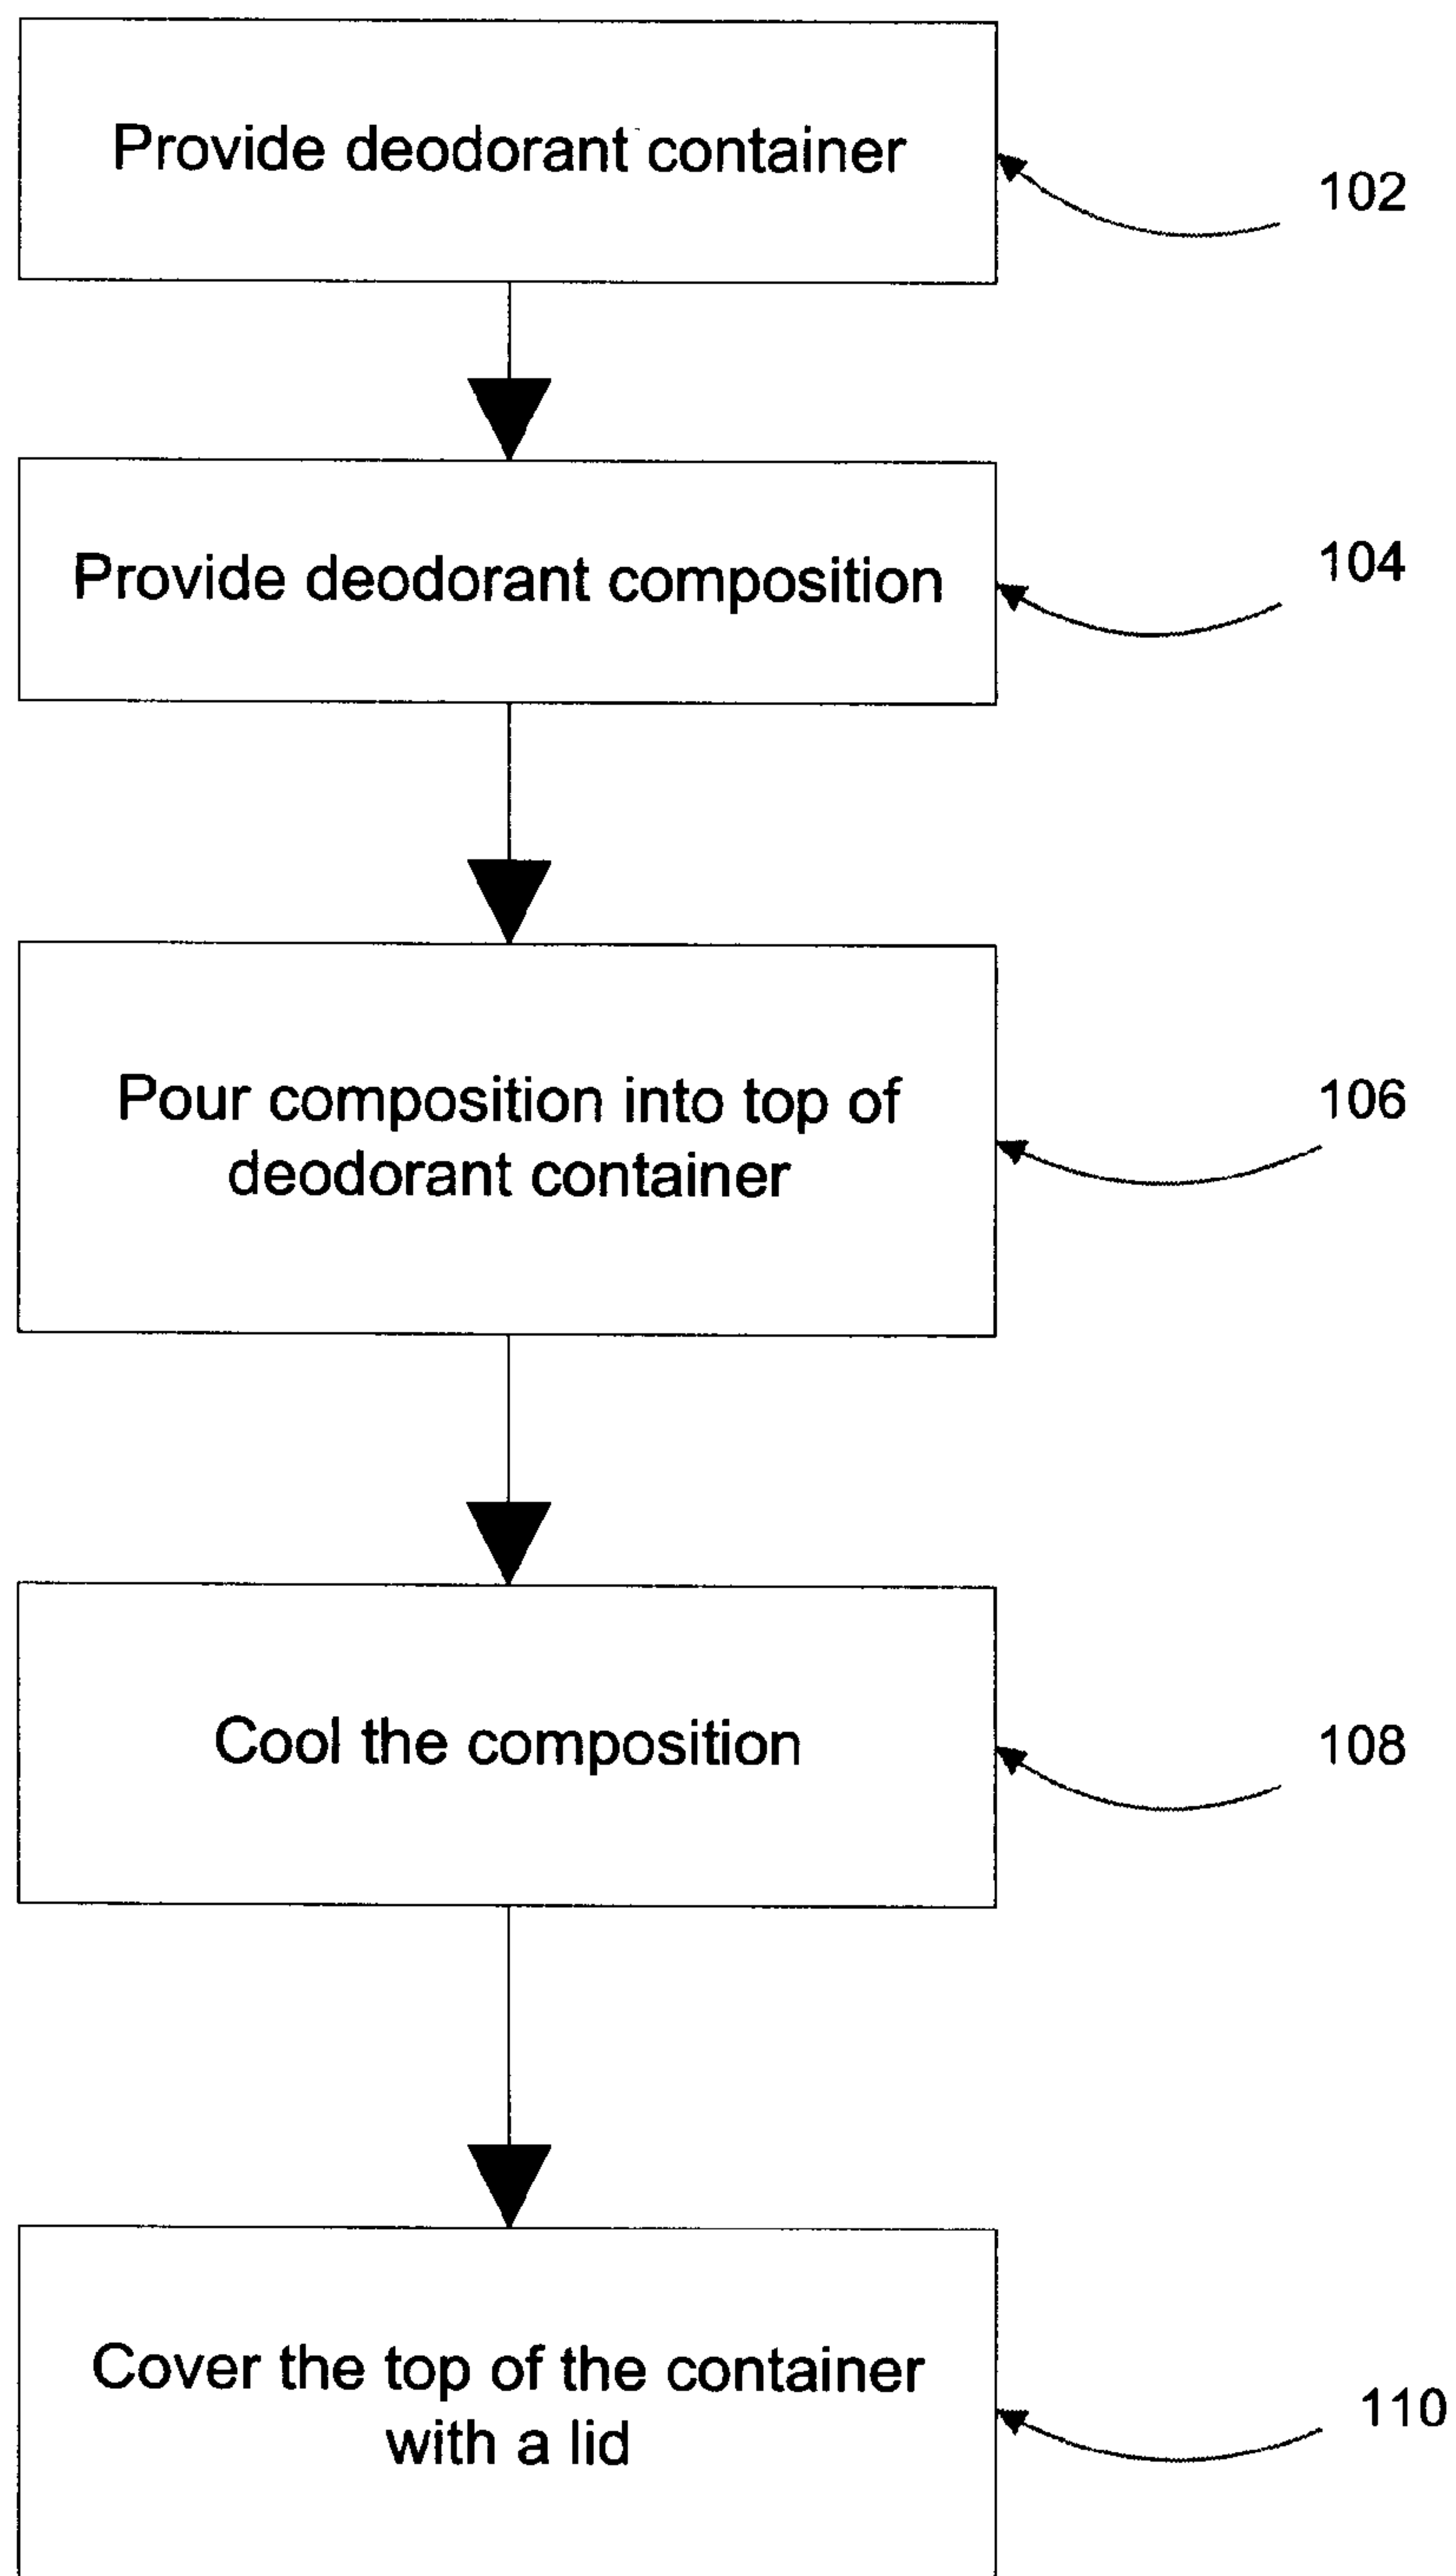 Provide deodorant container
102
Provide deodorant composition
104
Pour composition into top of
deodorant container
106
Cool the composition
108
Cover the top of the container
with a lid
110